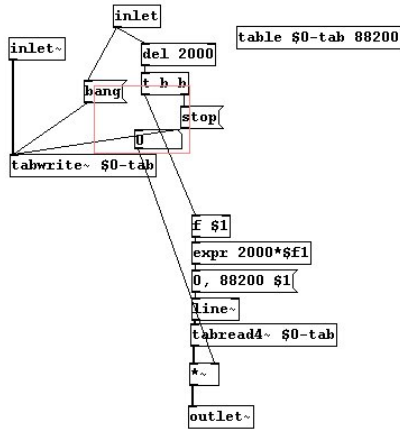 inlet
table $0-tab 88200
inlet~
del 2000
t b b
bang
stop
0
tabwrite~ $0-tab
f $1
expr 2000*$f1
0, 88200 $1
line~
tabread4~ $0-tab
*~
outlet~